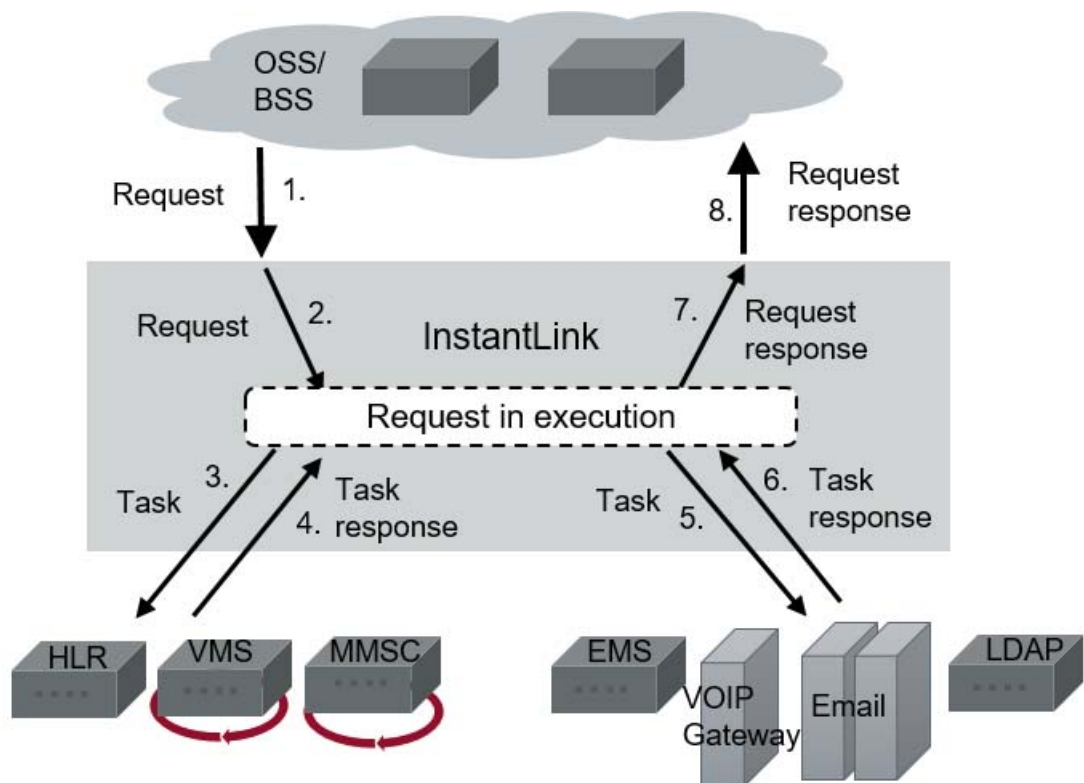 OSS/
BSS
Request
1.
8.
Request
response
Request
2.
InstantLink
7.
Request
response
Request in execution
Task
3.
4.
Task
response
Task
5.
6.
Task
response
HLR
VMS
MMSC
EMS
VOIP
Gateway
Email
LDAP